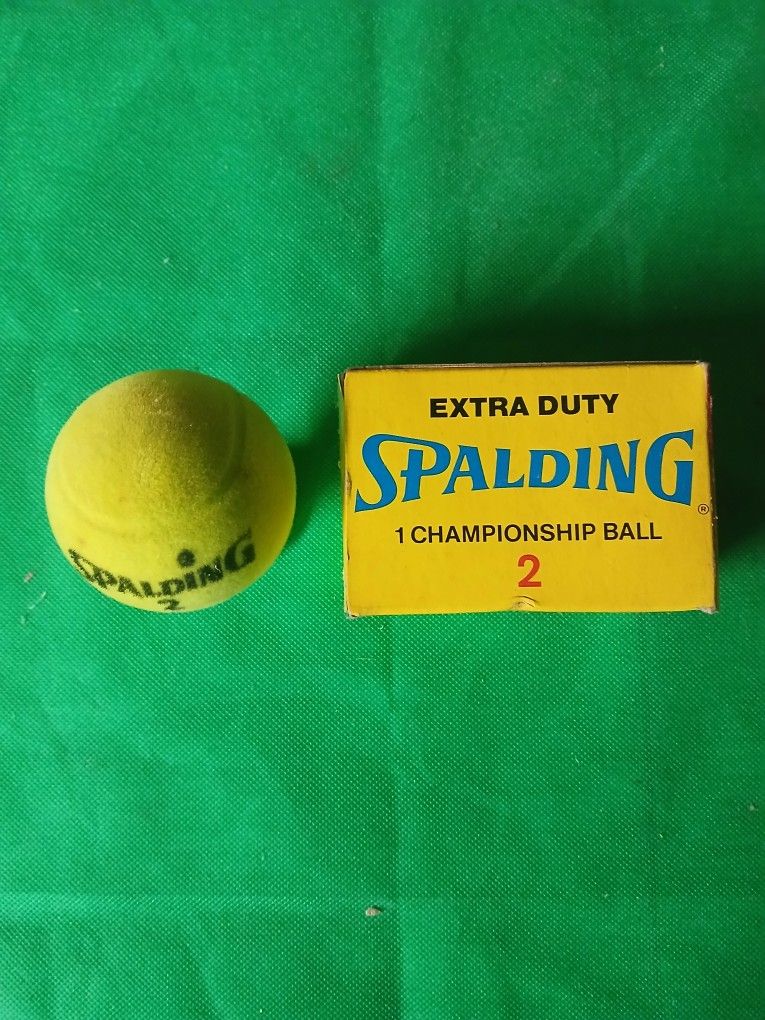 SPALDING
2
EXTRA DUTY
SPALDING®
1 CHAMPIONSHIP BALL
2